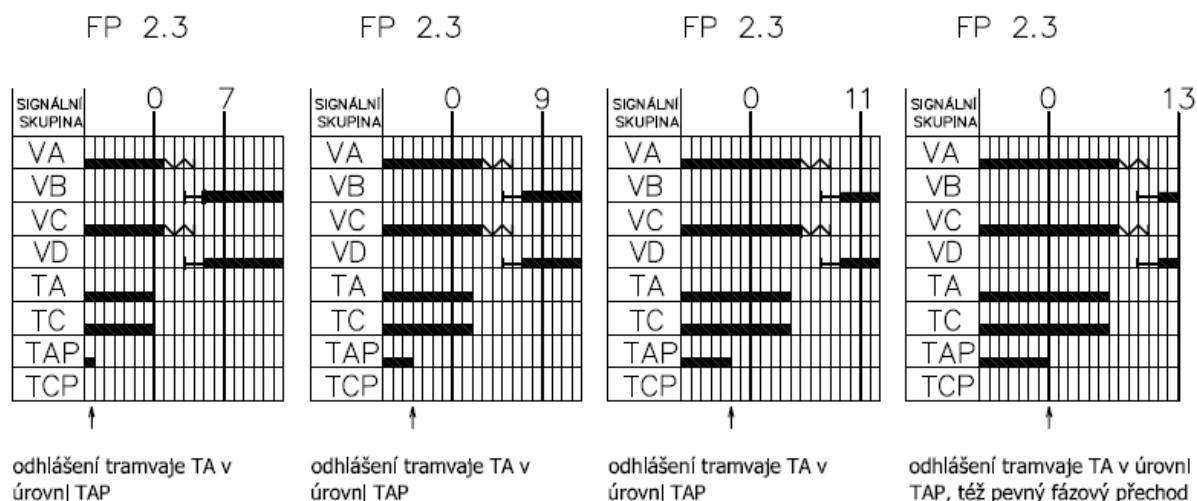 FP 2.3
FP 2.3
FP 2.3
FP 2.3
SIGNÁLNÍ SKUPINA 0 7
VA
VB
VC
VD
TA
TC
TAP
TCP
odhlášení tramvaje TA v
úrovni TAP
SIGNÁLNÍ SKUPINA 0 9
VA
VB
VC
VD
TA
TC
TAP
TCP
odhlášení tramvaje TA v
úrovni TAP
SIGNÁLNÍ SKUPINA 0 11
VA
VB
VC
VD
TA
TC
TAP
TCP
odhlášení tramvaje TA v
úrovni TAP
SIGNÁLNÍ SKUPINA 0 13
VA
VB
VC
VD
TA
TC
TAP
TCP
odhlášení tramvaje TA v úrovni
TAP, též pevný fázový přechod